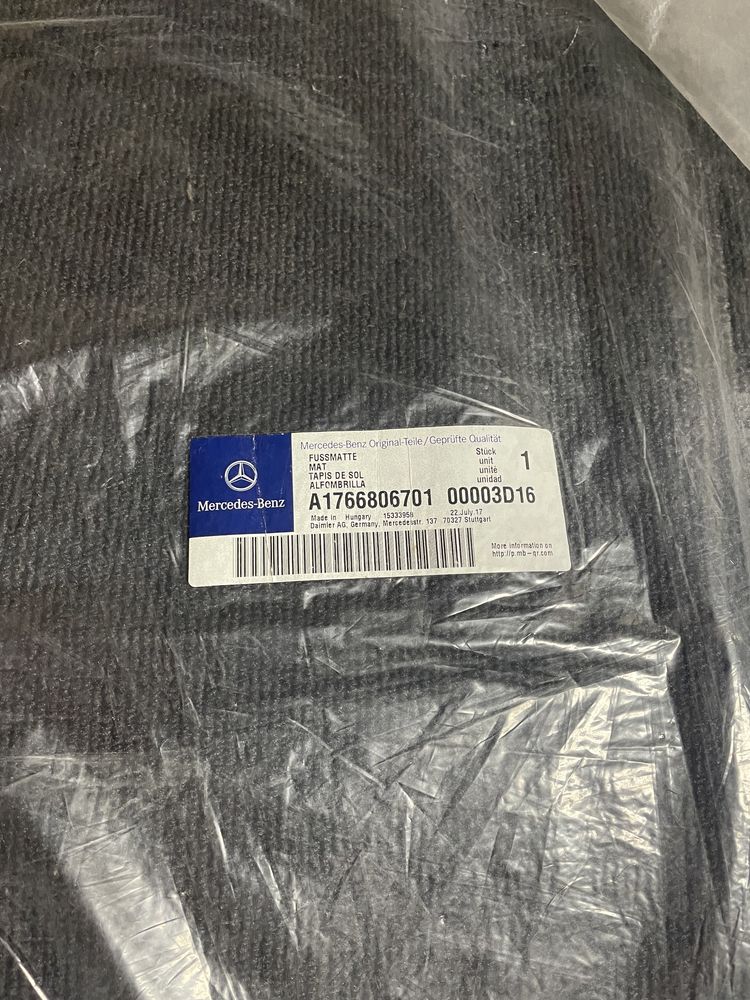 Mercedes-Benz
Mercedes-Benz Original-Teile/Geprüfte Qualität
FUSSMATTE
MAT
TAPIS DE SOL
ALFOMBRILLA
Stück
unit
unité
unidad
1
A1766806701 00003D16
Made in Hungary 15333958 22.July.17
Daimler AG, Germany, Mercedesstr. 137 70327 Stuttgart
More information on
http://p.mb-qr.com